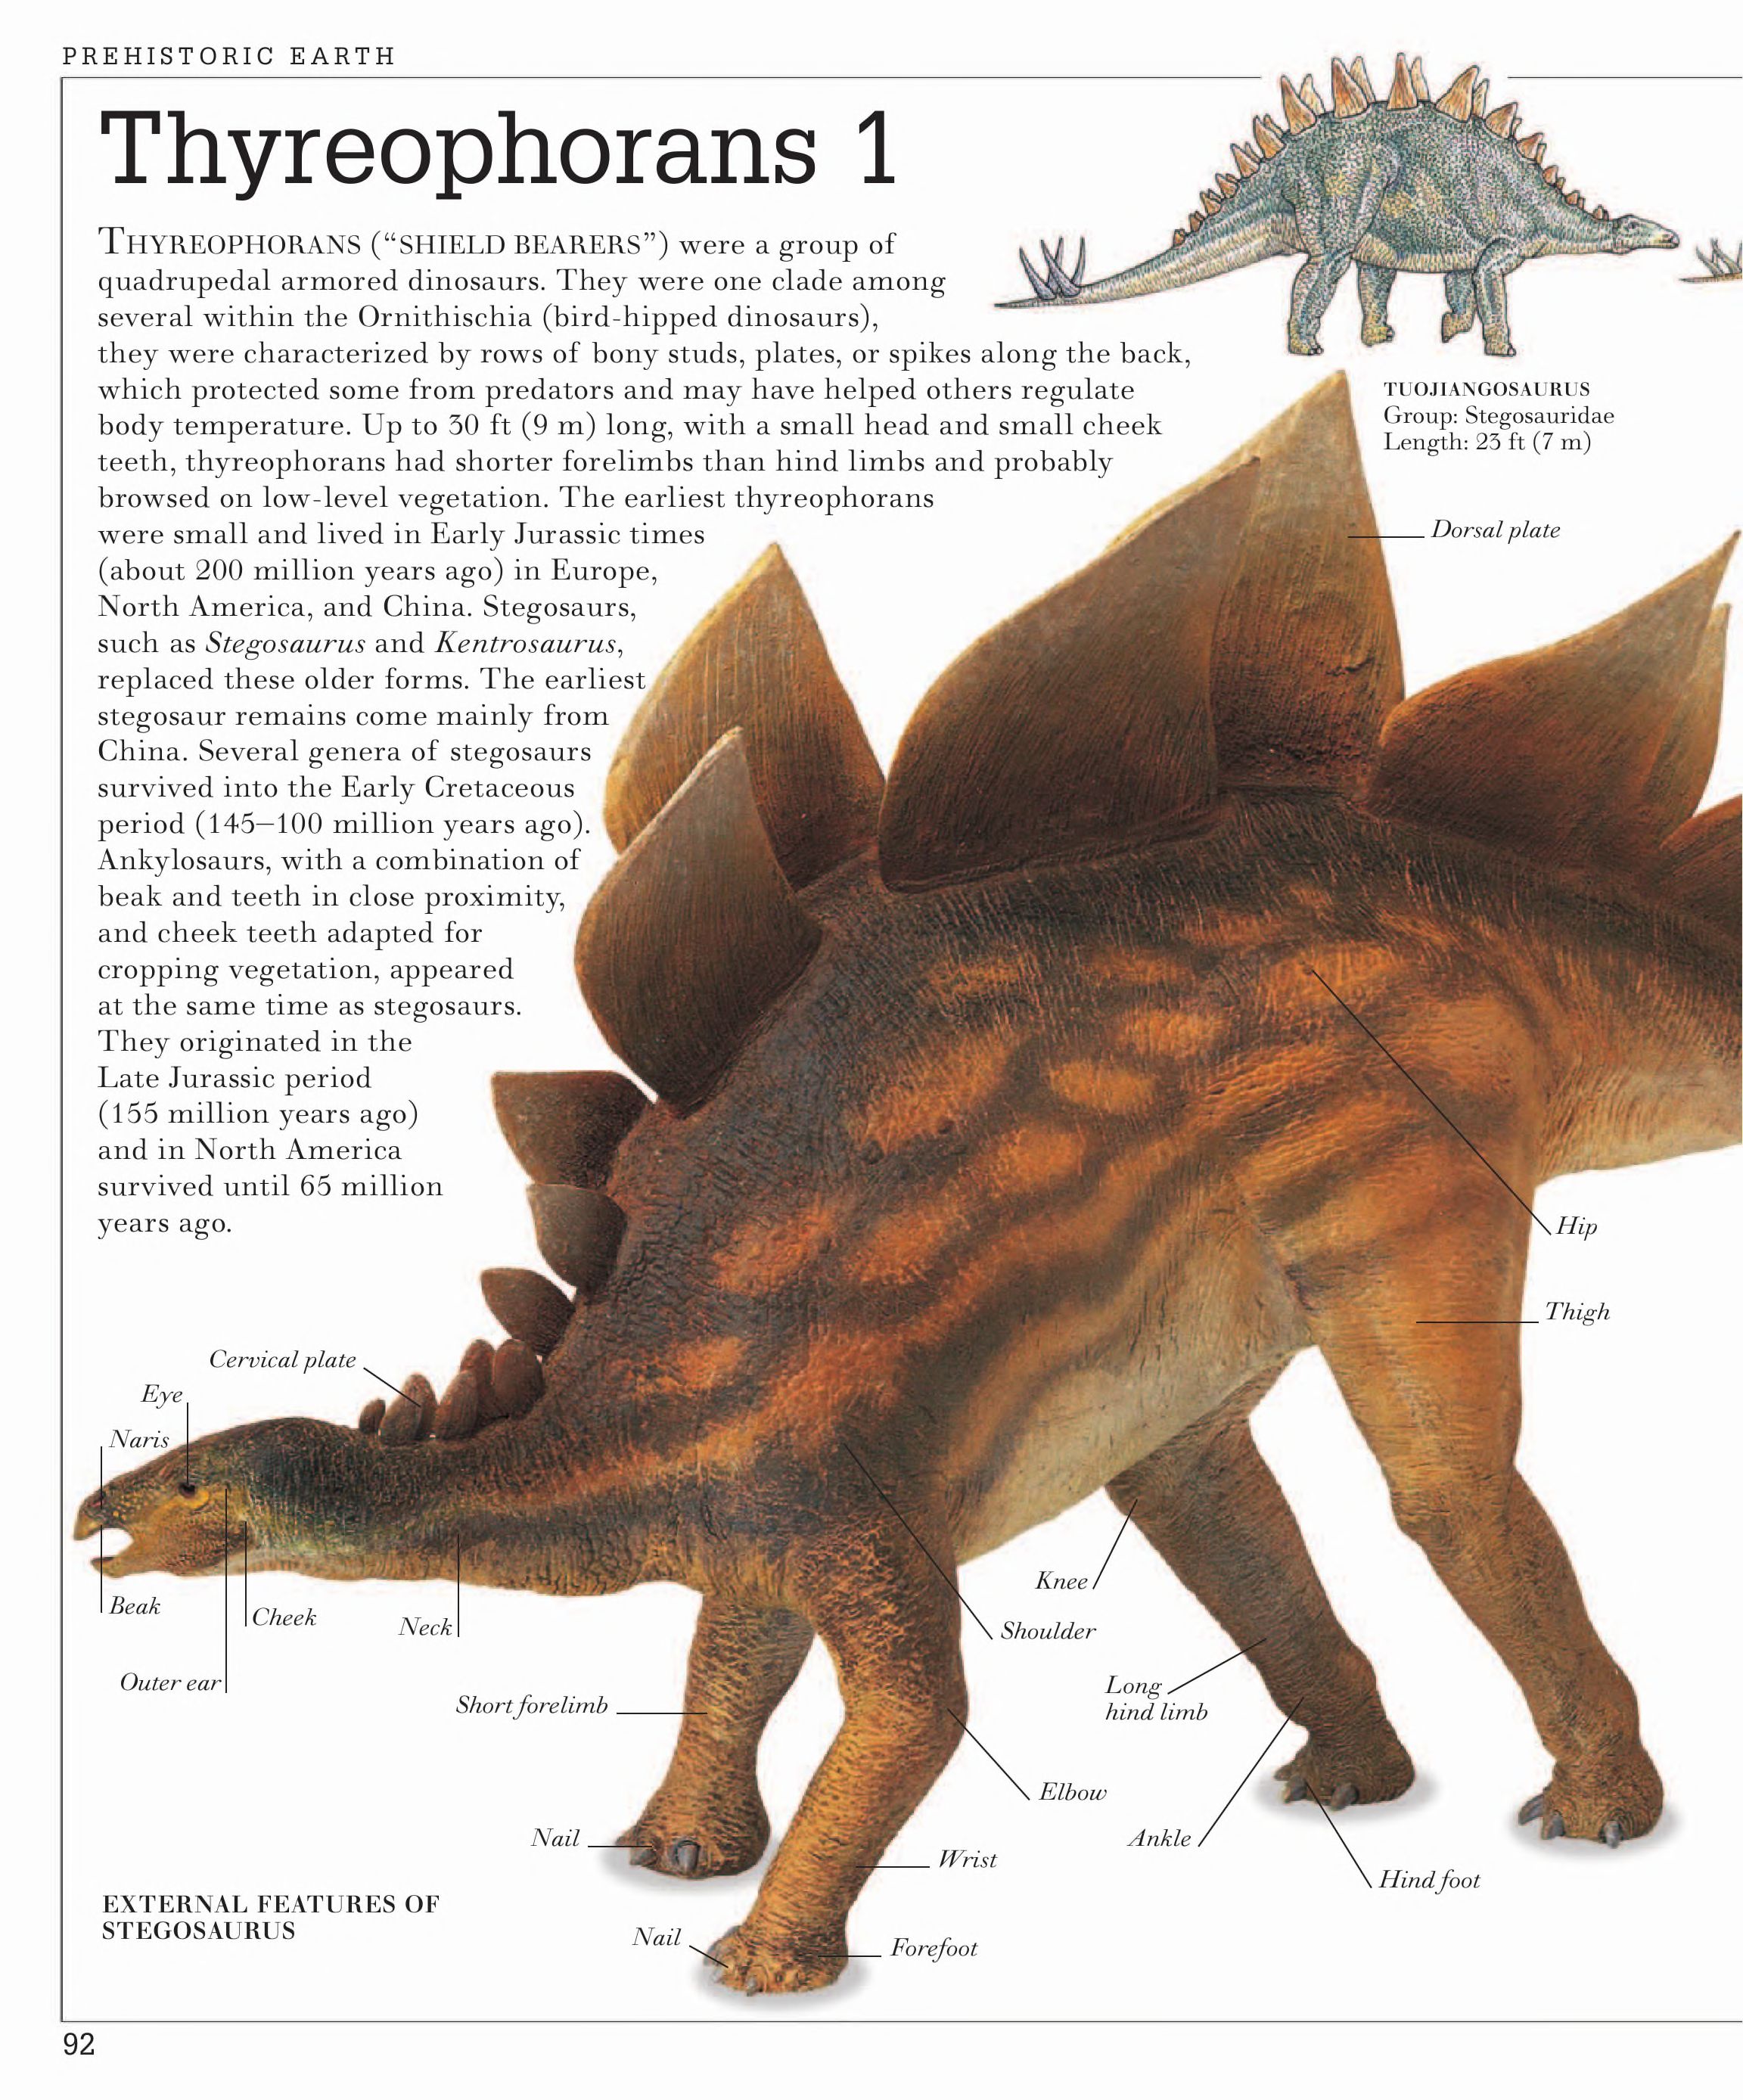 PREHISTORIC EARTH
Thyreophorans 1
THYREOPHORANS (“SHIELD BEARERS”) were a group of
quadrupedal armored dinosaurs. They were one clade among
several within the Ornithischia (bird-hipped dinosaurs),
they were characterized by rows of bony studs, plates, or spikes along the back,
which protected some from predators and may have helped others regulate
body temperature. Up to 30 ft (9 m) long, with a small head and small cheek
teeth, thyreophorans had shorter forelimbs than hind limbs and probably
browsed on low-level vegetation. The earliest thyreophorans
were small and lived in Early Jurassic times
(about 200 million years ago) in Europe,
North America, and China. Stegosaurs,
such as Stegosaurus and Kentrosaurus,
replaced these older forms. The earliest
stegosaur remains come mainly from
China. Several genera of stegosaurs
survived into the Early Cretaceous
period (145–100 million years ago).
Ankylosaurs, with a combination of
beak and teeth in close proximity,
and cheek teeth adapted for
cropping vegetation, appeared
at the same time as stegosaurs.
They originated in the
Late Jurassic period
(155 million years ago)
and in North America
survived until 65 million
years ago.
TUOJIANGOSAURUS
Group: Stegosauridae
Length: 23 ft (7 m)
Dorsal plate
Hip
Thigh
Cervical plate
Eye
Naris
Beak
Cheek
Neck
Outer ear
Knee
Shoulder
Long
hind limb
Short forelimb
Elbow
Nail
Ankle
Wrist
Hind foot
Nail
Forefoot
EXTERNAL FEATURES OF
STEGOSAURUS
92